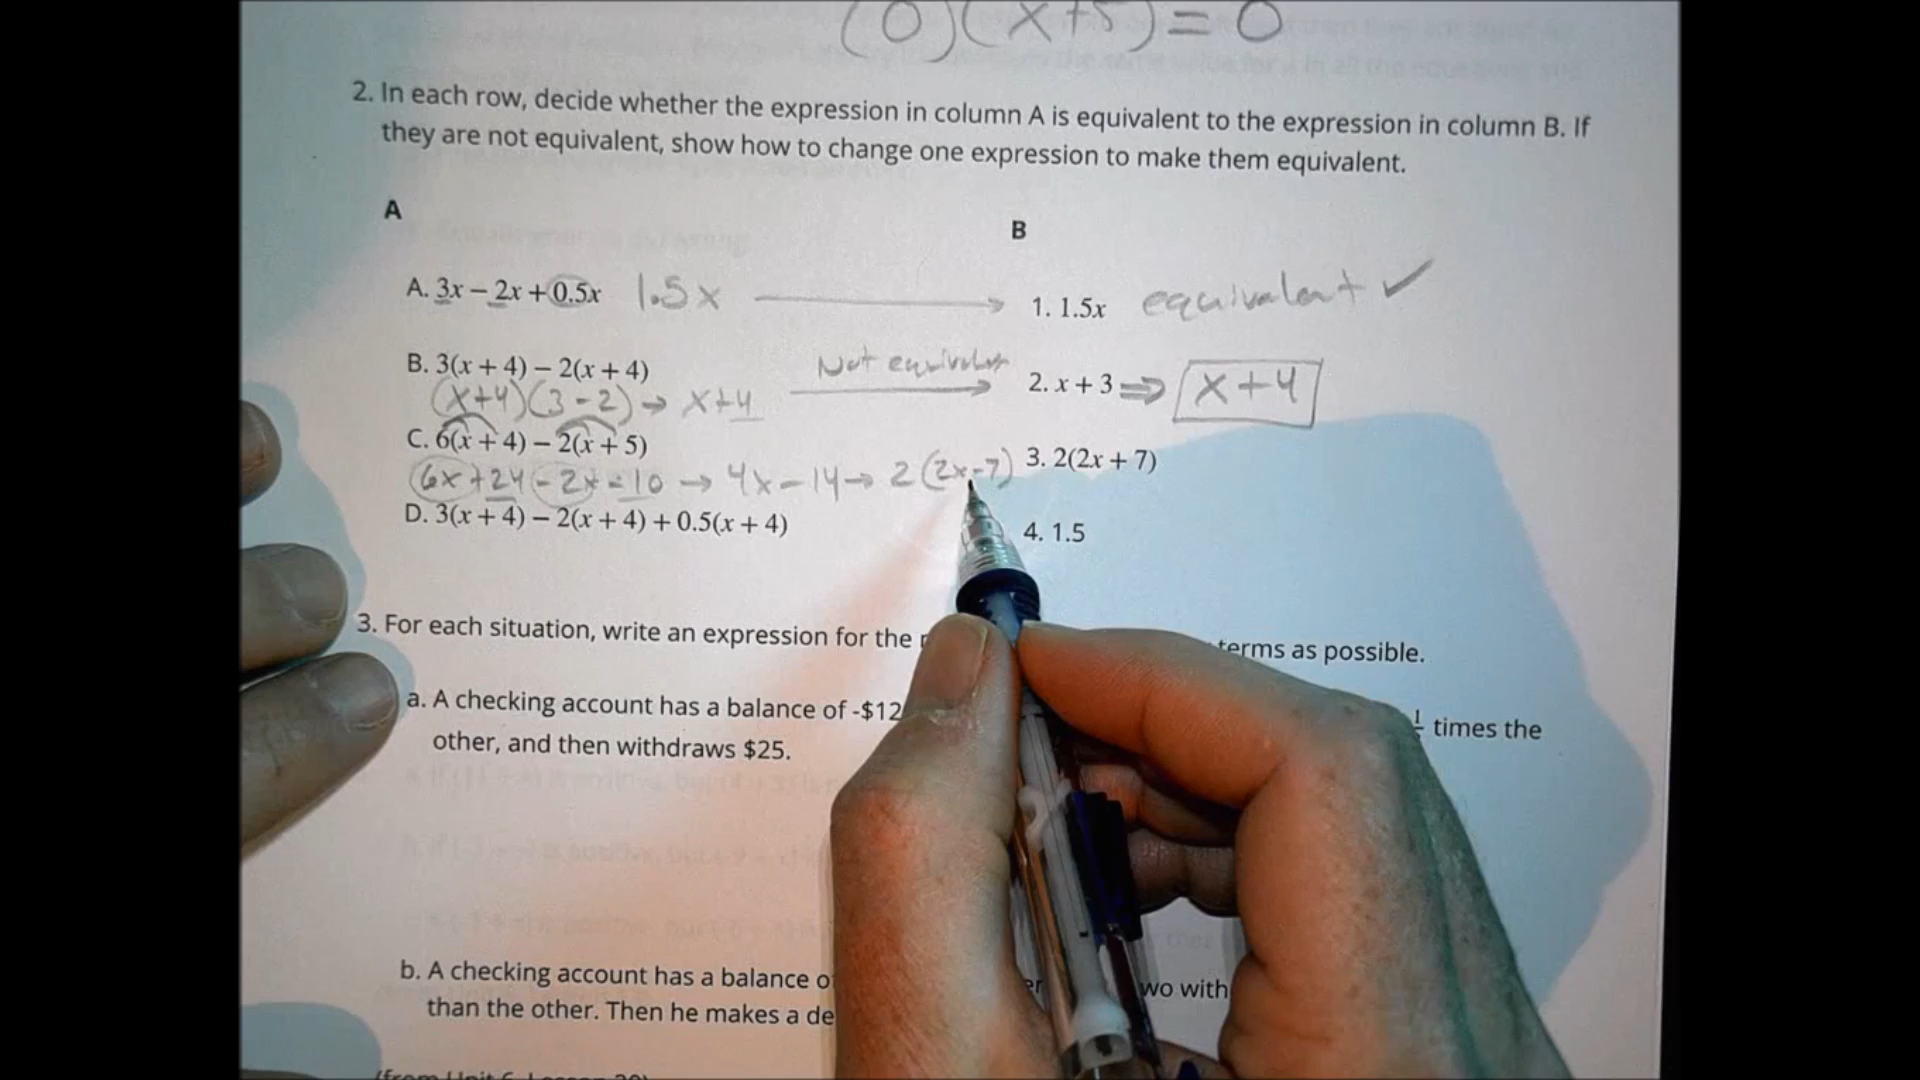 (0)(x+5) = 0
2. In each row, decide whether the expression in column A is equivalent to the expression in column B. If
they are not equivalent, show how to change one expression to make them equivalent.
A
B
A. 3x − 2x + 0.5x 1.5x
1. 1.5x equivalent ✓
B. 3(x + 4) − 2(x + 4) Not equivalent
(x+4)(3-2) → x+4
2. x + 3 ⇒ x+4
C. 6(x + 4) − 2(x + 5)
6x+24-2x-10 → 4x-14 → 2(2x-7)
3. 2(2x + 7)
D. 3(x + 4) − 2(x + 4) + 0.5(x + 4)
4. 1.5
3. For each situation, write an expression for the terms as possible.
a. A checking account has a balance of -$12 times the
other, and then withdraws $25.
b. A checking account has a balance with
than the other. Then he makes a